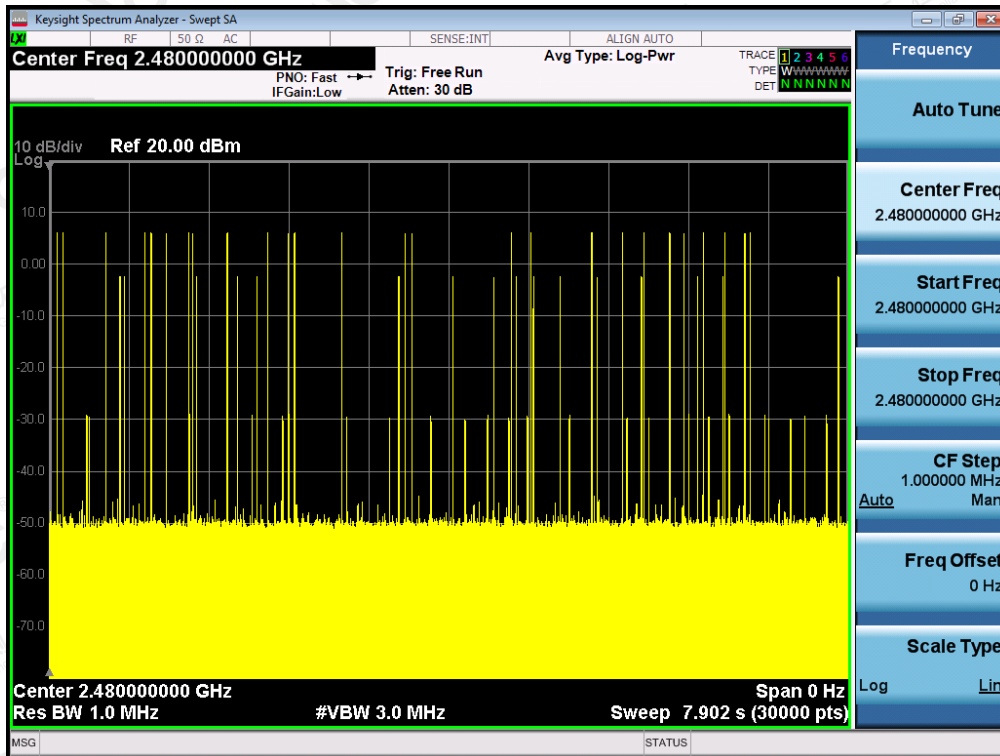 Keysight Spectrum Analyzer - Swept SA
LXI RF 50 Ω AC SENSE:INT ALIGN AUTO
Center Freq 2.480000000 GHz
PNO: Fast
IFGain:Low
Trig: Free Run
Atten: 30 dB
Avg Type: Log-Pwr
TRACE 1 2 3 4 5 6
TYPE WWWWWW
DET N N N N N N
10 dB/div Ref 20.00 dBm
Log
10.0
0.00
-10.0
-20.0
-30.0
-40.0
-50.0
-60.0
-70.0
Center 2.480000000 GHz Span 0 Hz
Res BW 1.0 MHz #VBW 3.0 MHz Sweep 7.902 s (30000 pts)
MSG STATUS
Frequency
Auto Tune
Center Freq
2.480000000 GHz
Start Freq
2.480000000 GHz
Stop Freq
2.480000000 GHz
CF Step
1.000000 MHz
Auto Man
Freq Offset
0 Hz
Scale Type
Log Lin